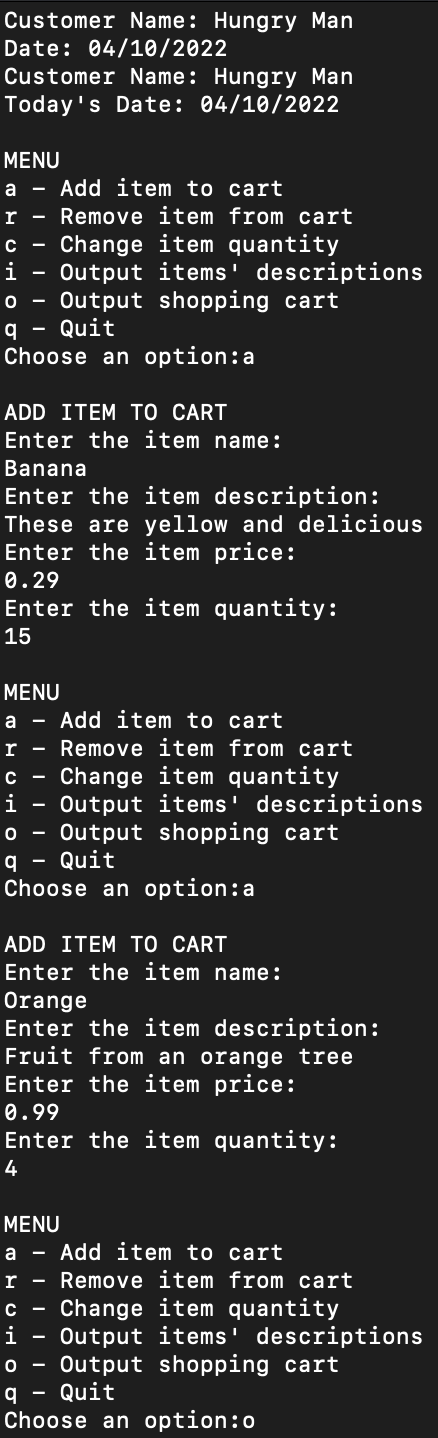 Customer Name: Hungry Man
Date: 04/10/2022
Customer Name: Hungry Man
Today's Date: 04/10/2022

MENU
a – Add item to cart
r – Remove item from cart
c – Change item quantity
i – Output items' descriptions
o – Output shopping cart
q – Quit
Choose an option:a

ADD ITEM TO CART
Enter the item name:
Banana
Enter the item description:
These are yellow and delicious
Enter the item price:
0.29
Enter the item quantity:
15

MENU
a – Add item to cart
r – Remove item from cart
c – Change item quantity
i – Output items' descriptions
o – Output shopping cart
q – Quit
Choose an option:a

ADD ITEM TO CART
Enter the item name:
Orange
Enter the item description:
Fruit from an orange tree
Enter the item price:
0.99
Enter the item quantity:
4

MENU
a – Add item to cart
r – Remove item from cart
c – Change item quantity
i – Output items' descriptions
o – Output shopping cart
q – Quit
Choose an option:o